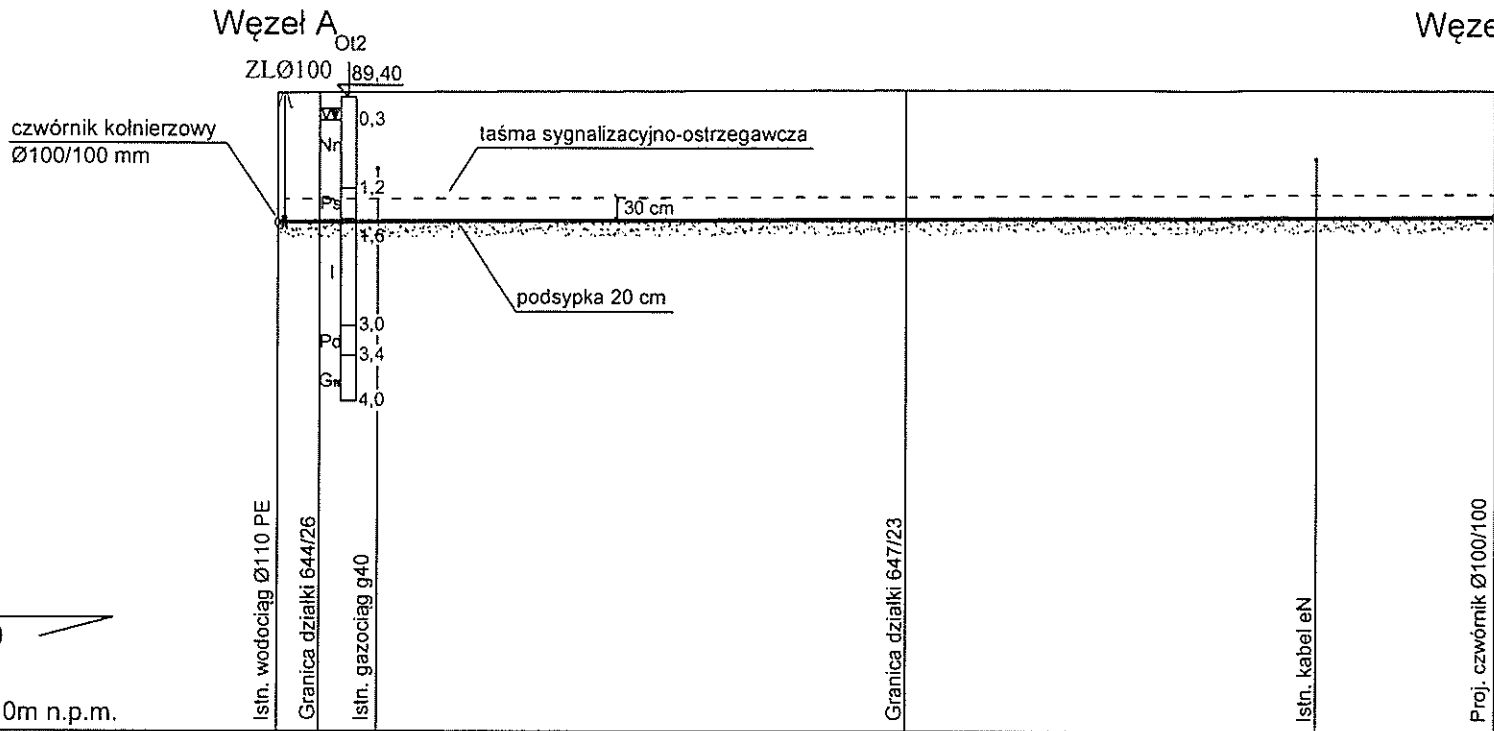 Węzeł A
Węze
Ot2
ZLØ100
89,40
czwórnik kołnierzowy
Ø100/100 mm
0,3
Nn
taśma sygnalizacyjno-ostrzegawcza
1,2
Ps
30 cm
1,6
I
podsypka 20 cm
3,0
Pd
3,4
4,0
Istn. wodociąg Ø110 PE
Granica działki 644/26
Istn. gazociąg g40
Granica działki 647/23
Istn. kabel eN
Proj. czwórnik Ø100/100
0m n.p.m.